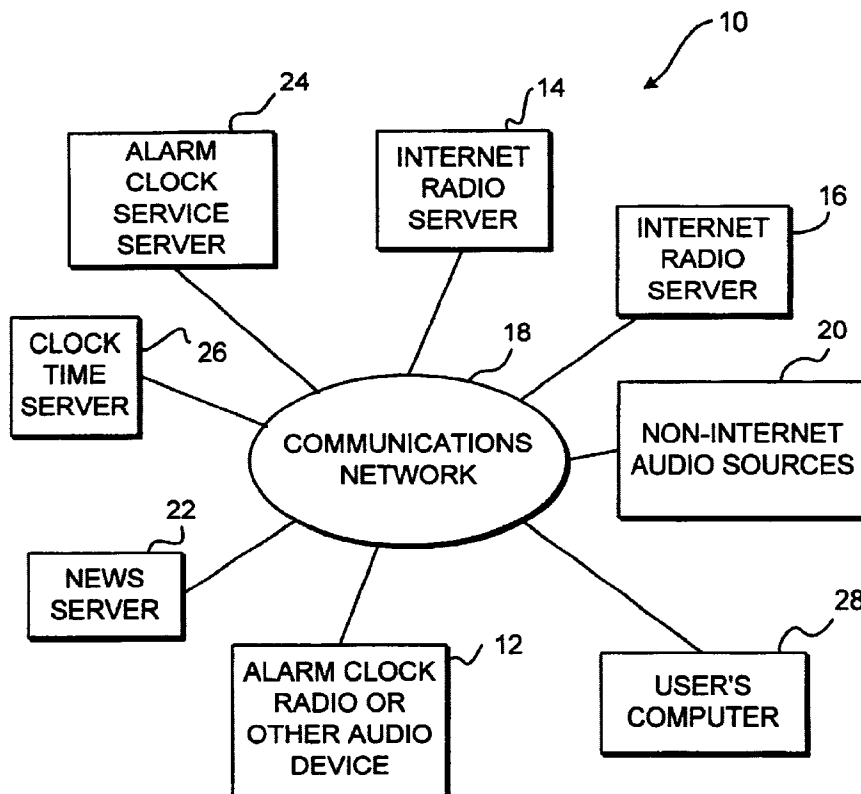 10
24
ALARM
CLOCK
SERVICE
SERVER
14
INTERNET
RADIO
SERVER
16
INTERNET
RADIO
SERVER
CLOCK
TIME
SERVER
26
18
COMMUNICATIONS
NETWORK
20
NON-INTERNET
AUDIO SOURCES
22
NEWS
SERVER
12
ALARM CLOCK
RADIO OR
OTHER AUDIO
DEVICE
28
USER'S
COMPUTER